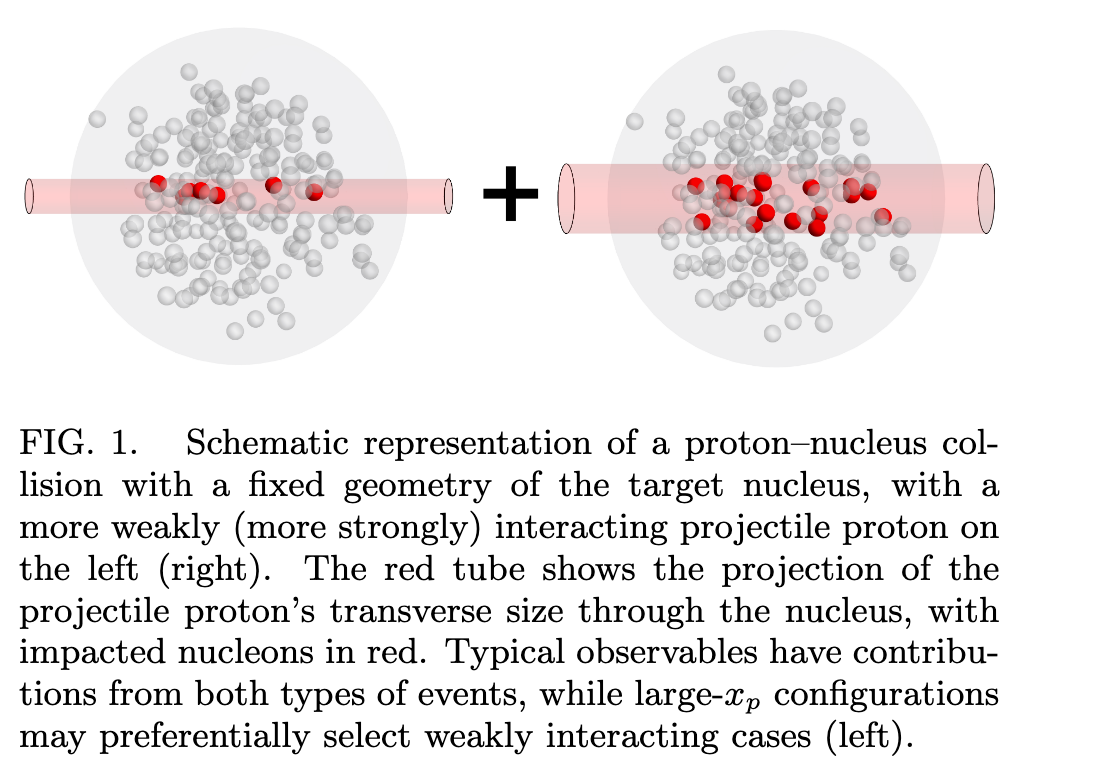 +
FIG. 1. Schematic representation of a proton–nucleus col-
lision with a fixed geometry of the target nucleus, with a
more weakly (more strongly) interacting projectile proton on
the left (right). The red tube shows the projection of the
projectile proton's transverse size through the nucleus, with
impacted nucleons in red. Typical observables have contribu-
tions from both types of events, while large-xₚ configurations
may preferentially select weakly interacting cases (left).